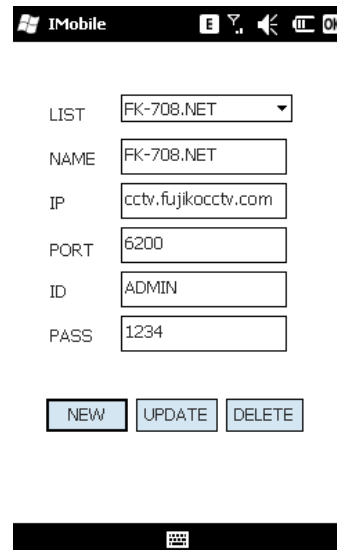 IMobile E OK
LIST FK-708.NET
NAME FK-708.NET
IP cctv.fujikocctv.com
PORT 6200
ID ADMIN
PASS 1234
NEW UPDATE DELETE